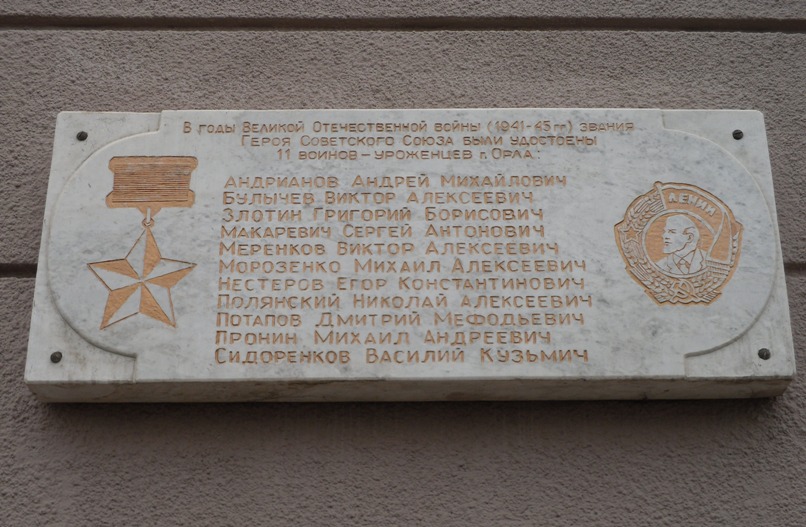 В годы Великой Отечественной войны (1941-45 гг.) звания
Героя Советского Союза были удостоены
11 воинов - уроженцев г. Орла:
Андрианов Андрей Михайлович
Булычев Виктор Алексеевич
Злотин Григорий Борисович
Макаревич Сергей Антонович
Меренков Виктор Алексеевич
Морозенко Михаил Алексеевич
Нестеров Егор Константинович
Полянский Николай Алексеевич
Потапов Дмитрий Мефодьевич
Пронин Михаил Андреевич
Сидоренков Василий Кузьмич
ЛЕНИН